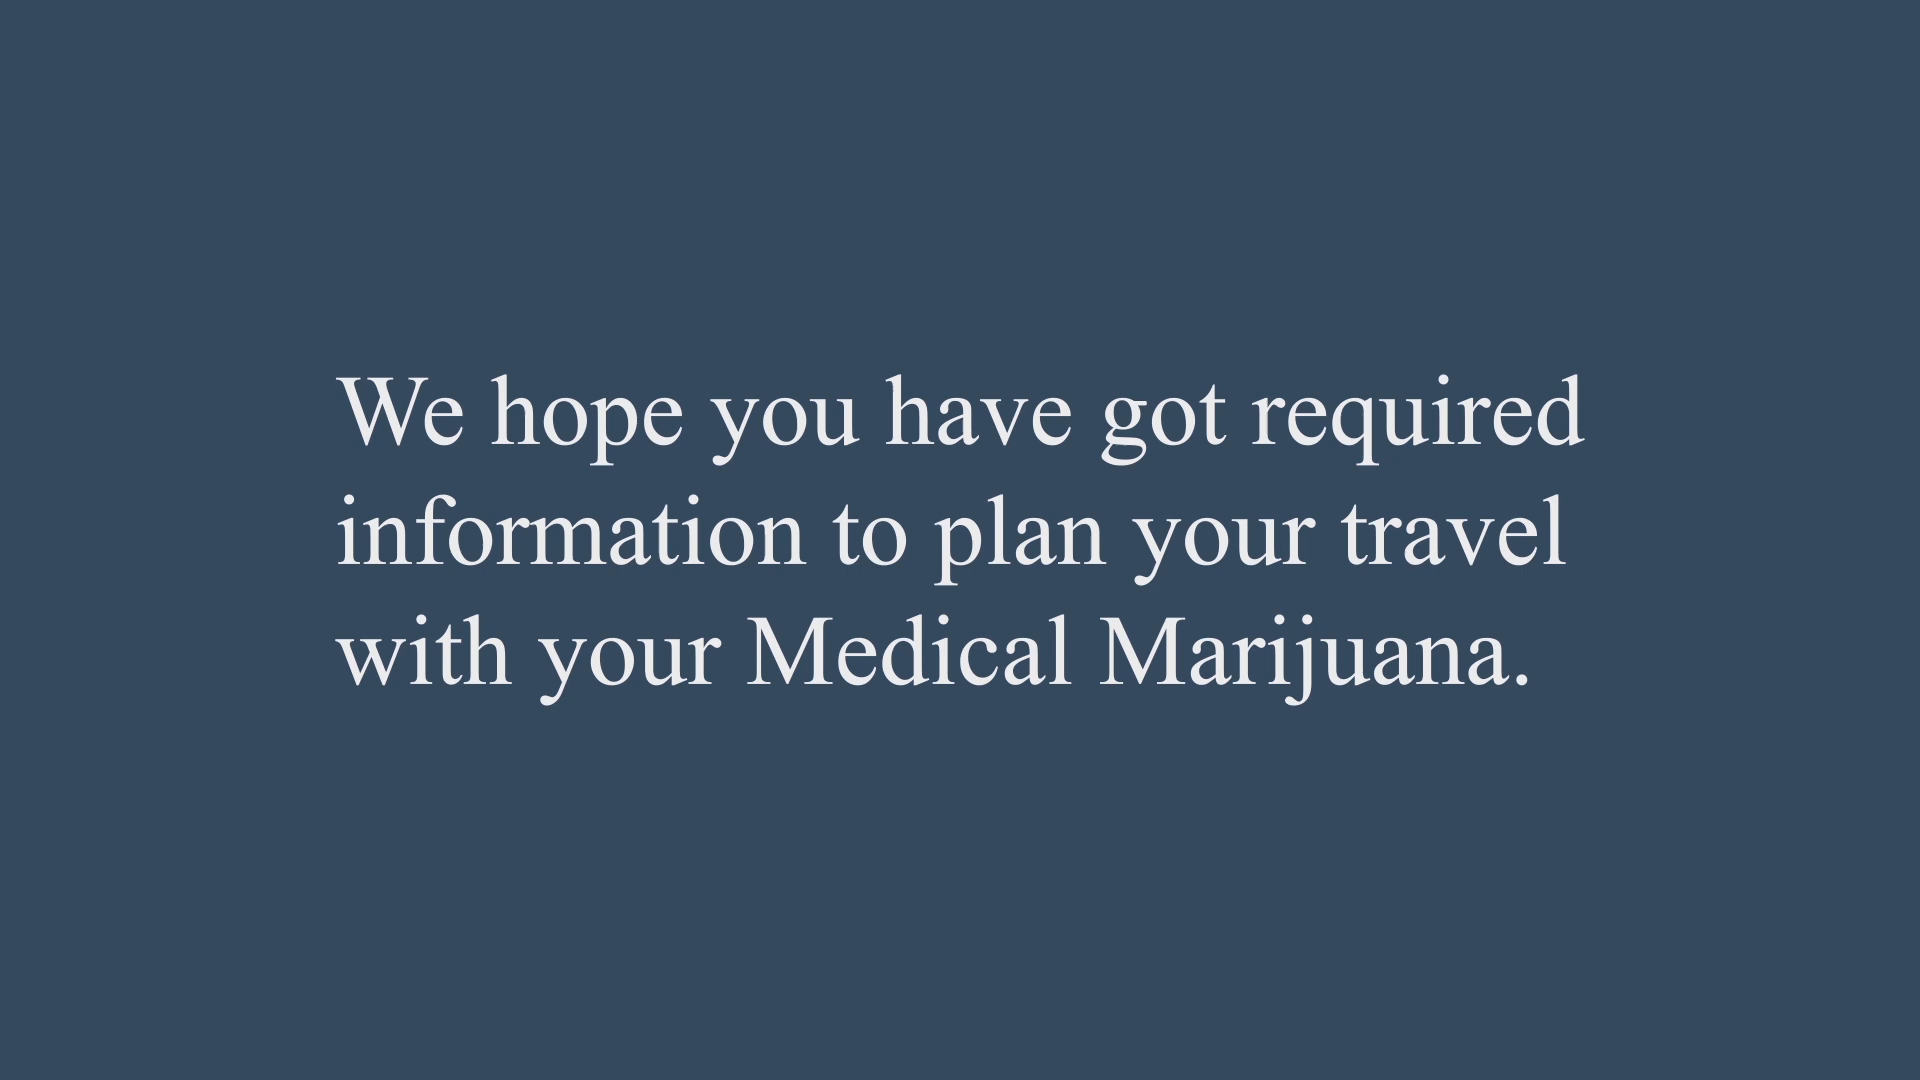 We hope you have got required
information to plan your travel
with your Medical Marijuana.